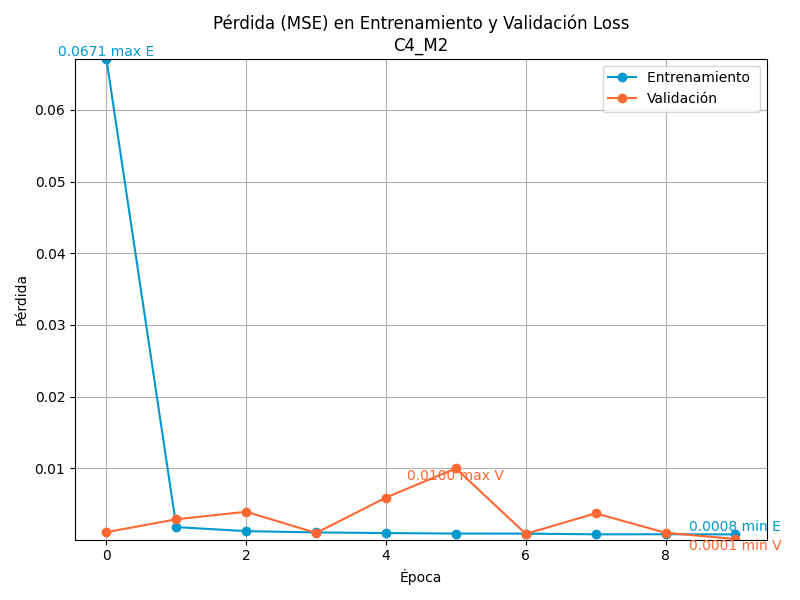 Pérdida (MSE) en Entrenamiento y Validación Loss
C4_M2
0.0671 max E
Entrenamiento
Validación
0.06
0.05
0.04
0.03
0.02
0.01
Pérdida
0.0100 max V
0.0008 min E
0.0001 min V
0 2 4 6 8
Época